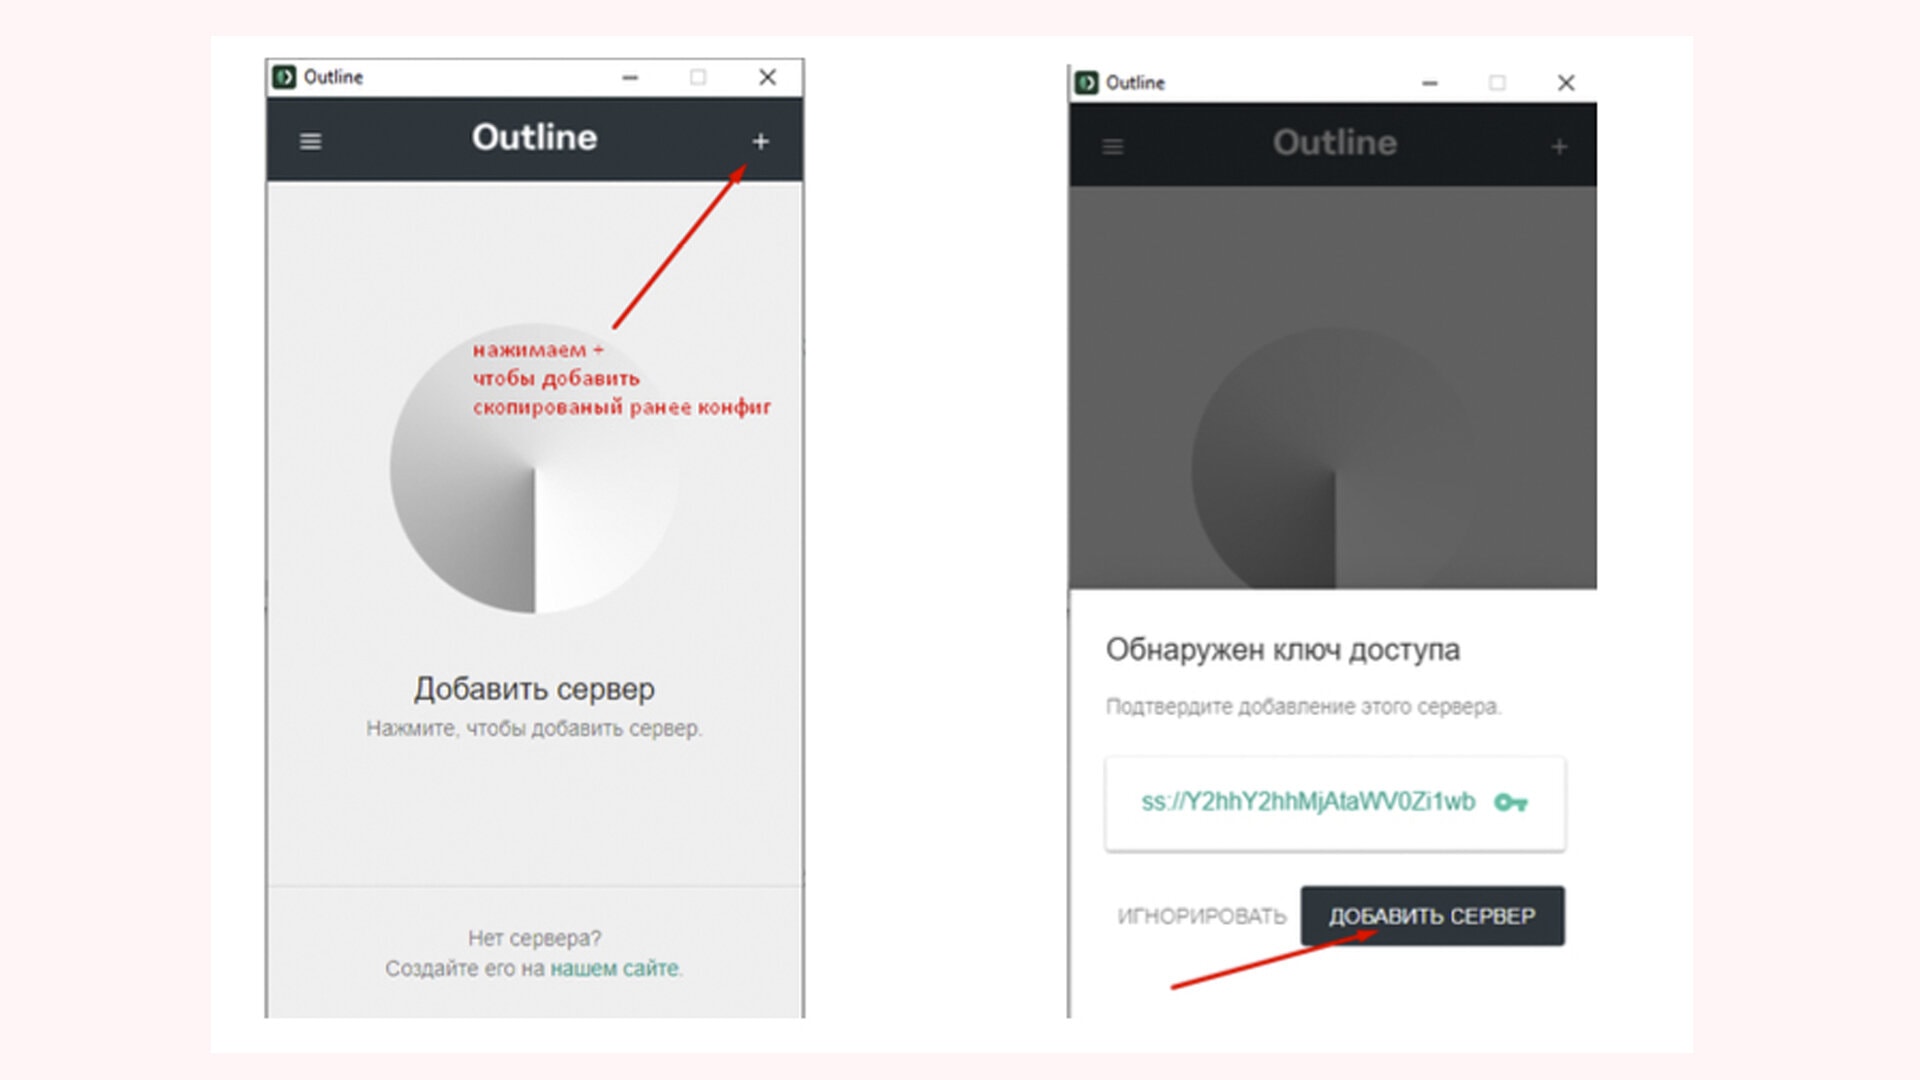 Outline
Outline
+
нажимаем +
чтобы добавить
скопированый ранее конфиг
Добавить сервер
Нажмите, чтобы добавить сервер.
Нет сервера?
Создайте его на нашем сайте.
Outline
Outline
+
Обнаружен ключ доступа
Подтвердите добавление этого сервера.
ss://Y2hhY2hhMjAtaWV0Zi1wb
ИГНОРИРОВАТЬ
ДОБАВИТЬ СЕРВЕР